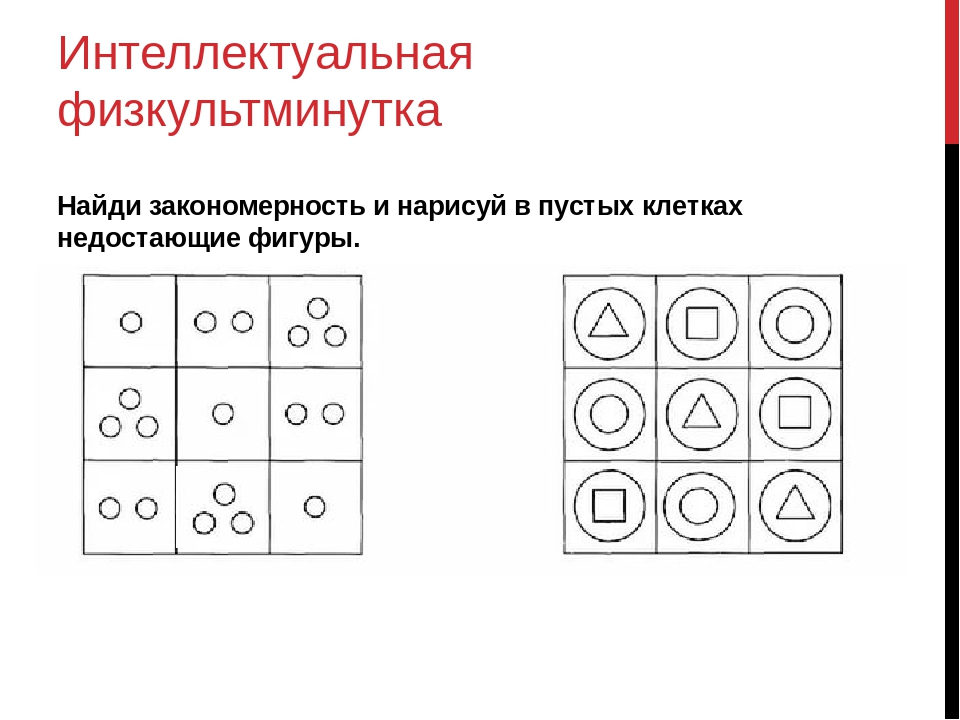 Интеллектуальная
физкультминутка
Найди закономерность и нарисуй в пустых клетках
недостающие фигуры.